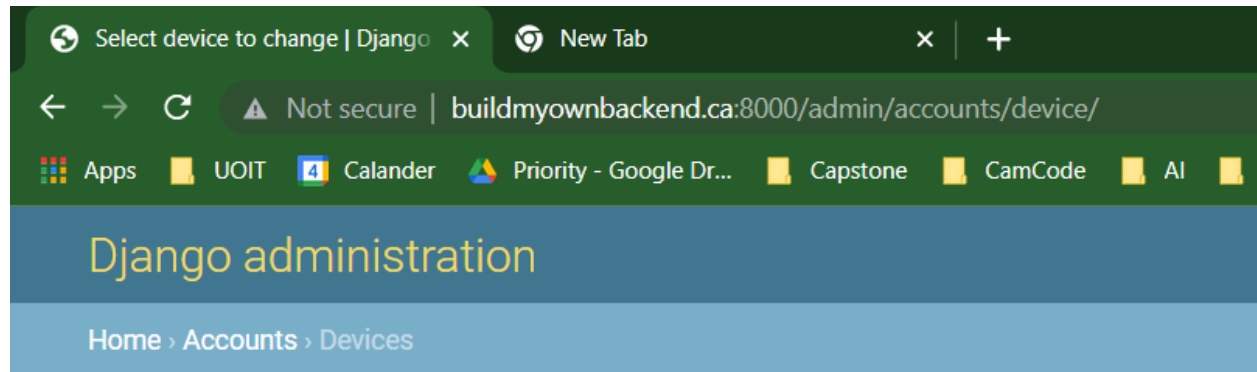 Select device to change | Django
New Tab
Not secure | buildmyownbackend.ca:8000/admin/accounts/device/
Apps UOIT 4 Calander Priority - Google Dr... Capstone CamCode AI
Django administration
Home › Accounts › Devices